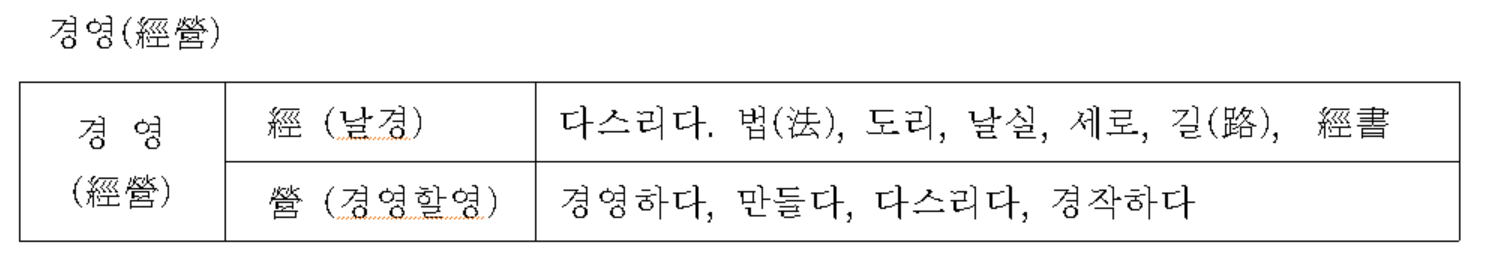 경영(經營)
경 영
(經營)
經 (날경)
다스리다. 법(法), 도리, 날실, 세로, 길(路), 經書
營 (경영할영)
경영하다, 만들다, 다스리다, 경작하다